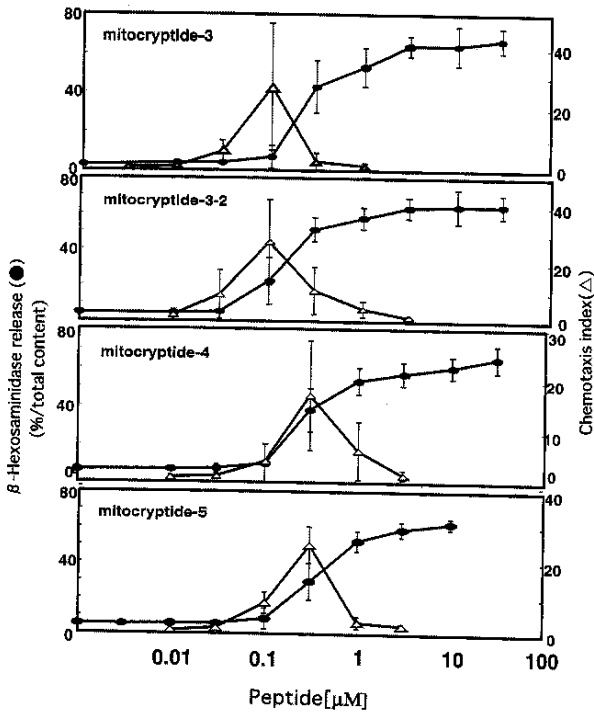 80
mitocryptide-3
40
40
20
0
0
80
mitocryptide-3-2
40
40
20
0
0
80
mitocryptide-4
30
40
20
10
0
0
80
mitocryptide-5
40
40
20
0
0
0.01 0.1 1 10 100
Peptide[μM]
β-Hexosaminidase release (●)
(%/total content)
Chemotaxis index(△)